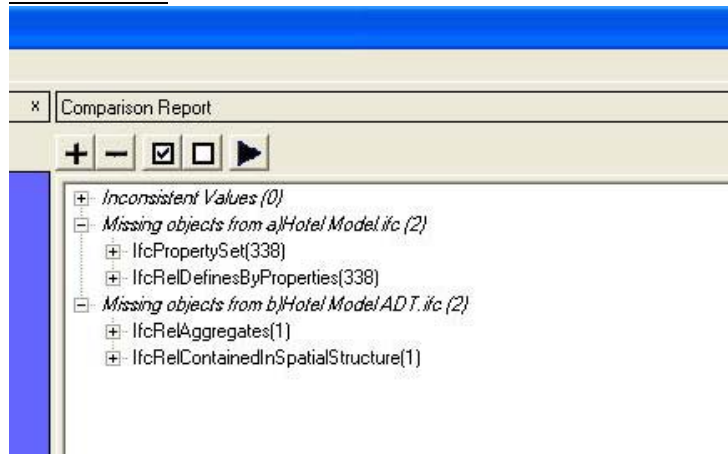 x Comparison Report
Inconsistent Values (0)
Missing objects from a)Hotel Model.ifc (2)
IfcPropertySet(338)
IfcRelDefinesByProperties(338)
Missing objects from b)Hotel Model ADT.ifc (2)
IfcRelAggregates(1)
IfcRelContainedInSpatialStructure(1)